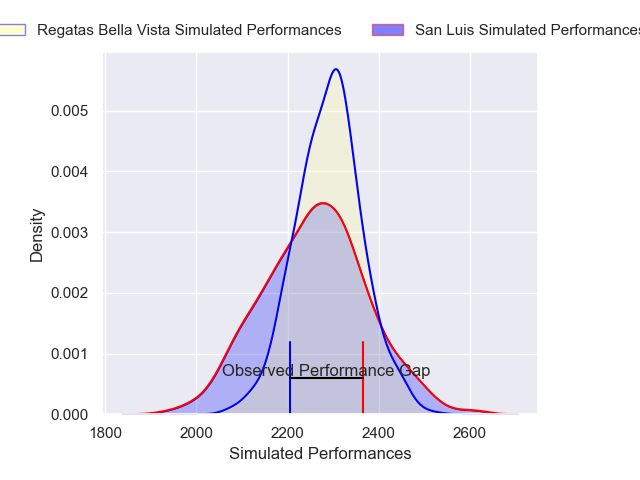 Regatas Bella Vista Simulated Performances
San Luis Simulated Performances
0.005
0.004
0.003
0.002
0.001
0.000
Density
Observed Performance Gap
1800 2000 2200 2400 2600
Simulated Performances